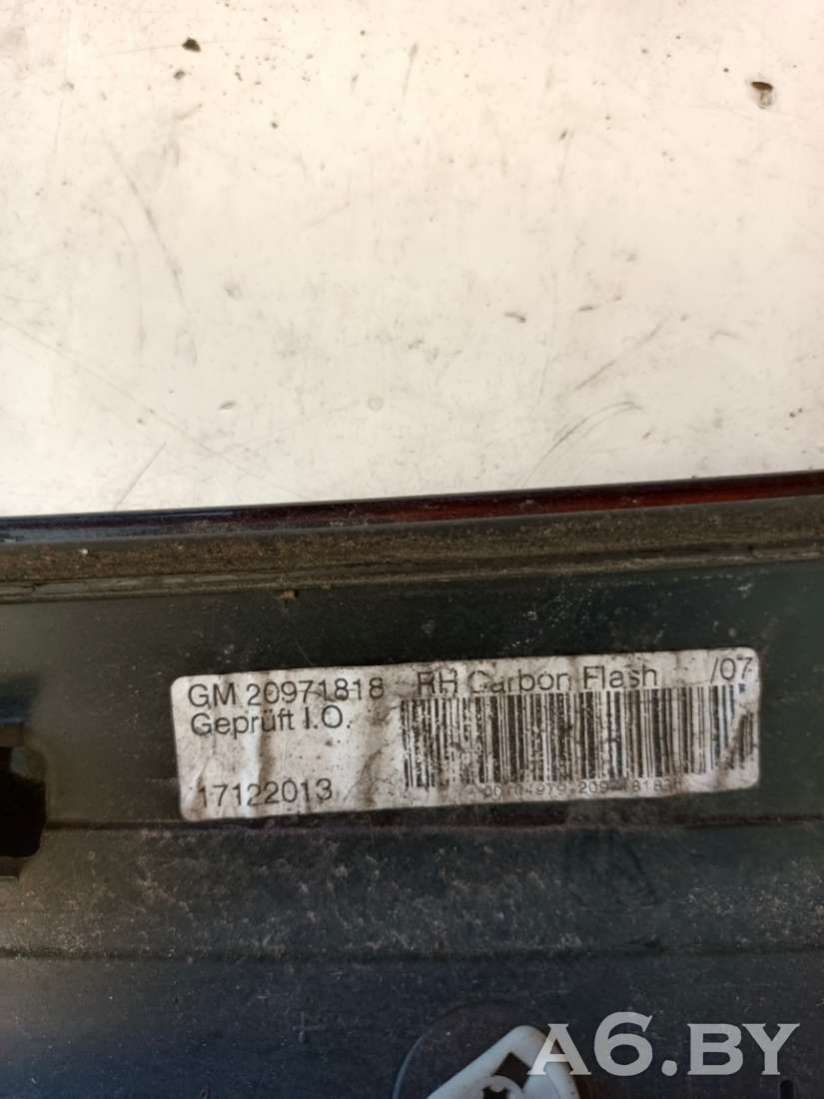 GM 20971818 RH Carbon Flash /07
Geprüft I.O.
17122013
A6.BY